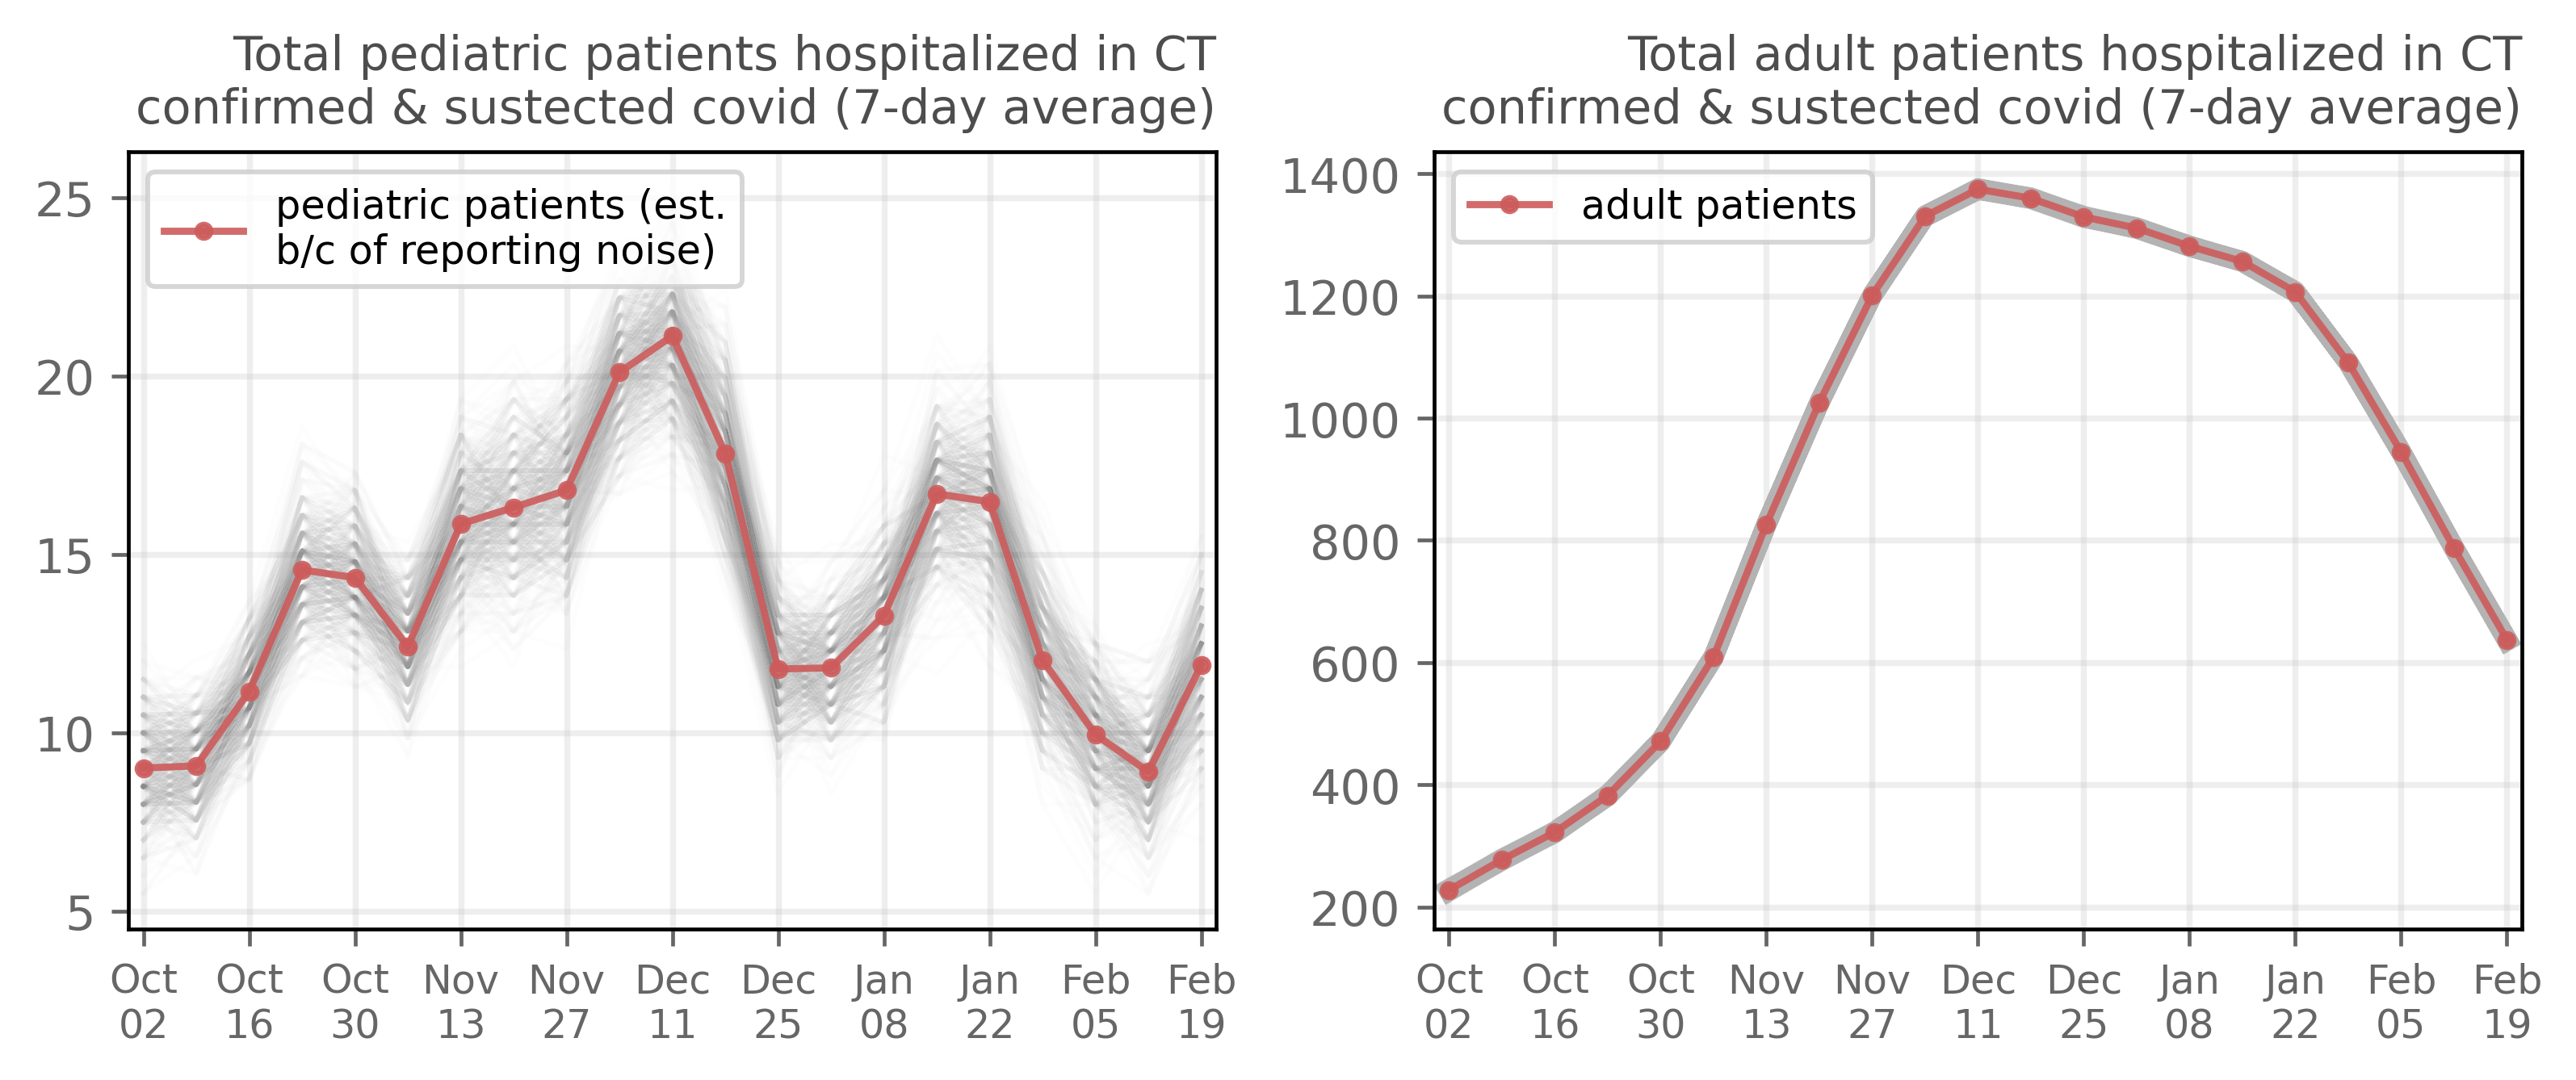 Total pediatric patients hospitalized in CT
confirmed & sustected covid (7-day average)
pediatric patients (est.
b/c of reporting noise)
25
20
15
10
5
Oct Oct Oct Nov Nov Dec Dec Jan Jan Feb Feb
02 16 30 13 27 11 25 08 22 05 19
Total adult patients hospitalized in CT
confirmed & sustected covid (7-day average)
adult patients
1400
1200
1000
800
600
400
200
Oct Oct Oct Nov Nov Dec Dec Jan Jan Feb Feb
02 16 30 13 27 11 25 08 22 05 19